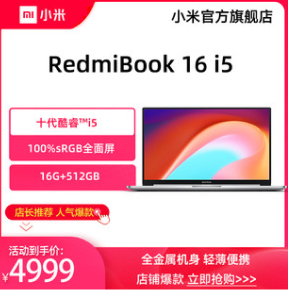 小米
小米官方旗舰店
RedmiBook 16 i5
十代酷睿™i5
100%sRGB全面屏
16G+512GB
店长推荐 人气爆款
活动到手价：
¥4999
全金属机身 轻薄便携
店铺爆款 立即抢购>>